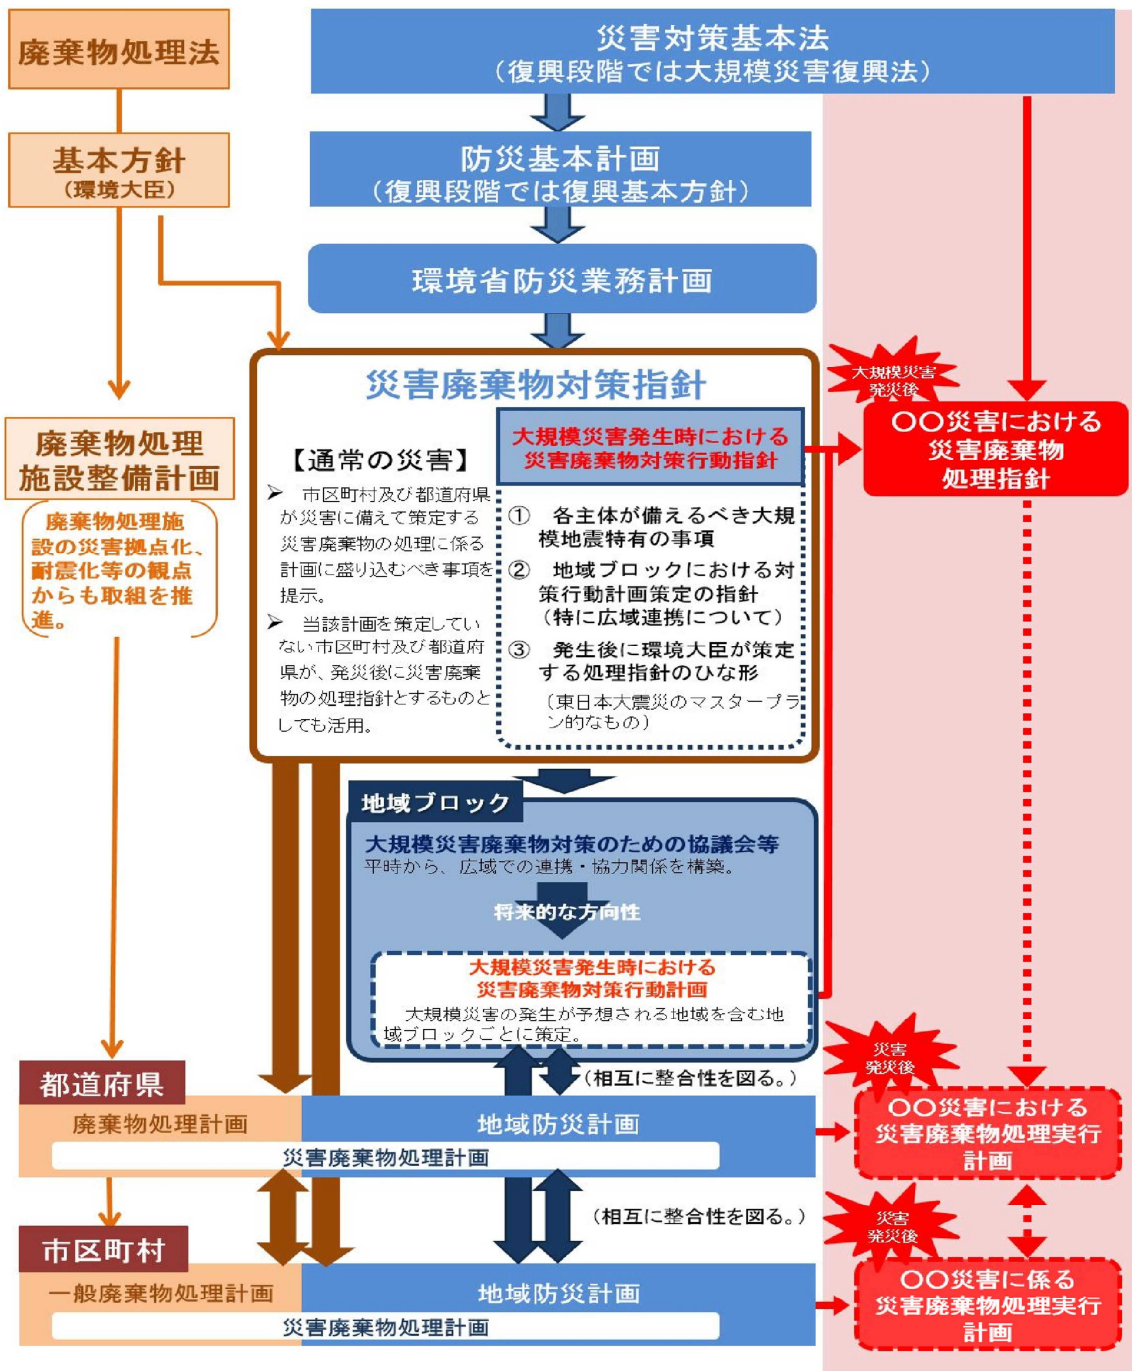 廃棄物処理法
災害対策基本法
（復興段階では大規模災害復興法）
基本方針
（環境大臣）
防災基本計画
（復興段階では復興基本方針）
環境省防災業務計画
災害廃棄物対策指針
【通常の災害】
➢ 市区町村及び都道府県
が災害に備えて策定する
災害廃棄物の処理に係る
計画に盛り込むべき事項を
提示。
➢ 当該計画を策定してい
ない市区町村及び都道府
県が、発災後に災害廃棄
物の処理指針とするものと
しても活用。
大規模災害発生時における
災害廃棄物対策行動指針
① 各主体が備えるべき大規
模地震特有の事項
② 地域ブロックにおける対
策行動計画策定の指針
（特に広域連携について）
③ 発生後に環境大臣が策定
する処理指針のひな形
（東日本大震災のマスタープラ
ン的なもの）
大規模災害
発災後
〇〇災害における
災害廃棄物
処理指針
廃棄物処理
施設整備計画
廃棄物処理施
設の災害拠点化、
耐震化等の観点
からも取組を推
進。
地域ブロック
大規模災害廃棄物対策のための協議会等
平時から、広域での連携・協力関係を構築。
将来的な方向性
大規模災害発生時における
災害廃棄物対策行動計画
大規模災害の発生が予想される地域を含む地
域ブロックごとに策定。
（相互に整合性を図る。）
災害
発災後
都道府県
廃棄物処理計画
地域防災計画
災害廃棄物処理計画
〇〇災害における
災害廃棄物処理実行
計画
（相互に整合性を図る。）
災害
発災後
市区町村
一般廃棄物処理計画
地域防災計画
災害廃棄物処理計画
〇〇災害に係る
災害廃棄物処理実行
計画